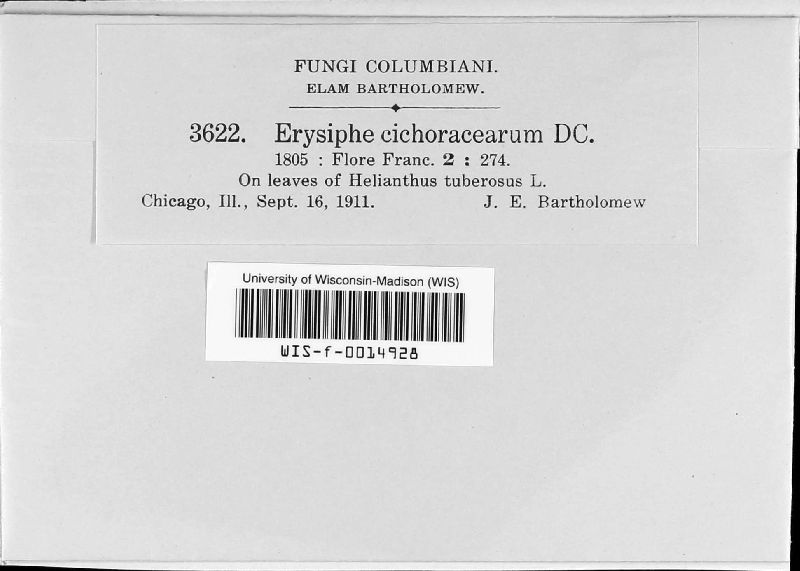 FUNGI COLUMBIANI.
ELAM BARTHOLOMEW.
3622. Erysiphe cichoracearum DC.
1805 : Flore Franc. 2 : 274.
On leaves of Helianthus tuberosus L.
Chicago, Ill., Sept. 16, 1911. J. E. Bartholomew
University of Wisconsin-Madison (WIS)
WIS-f-0014928